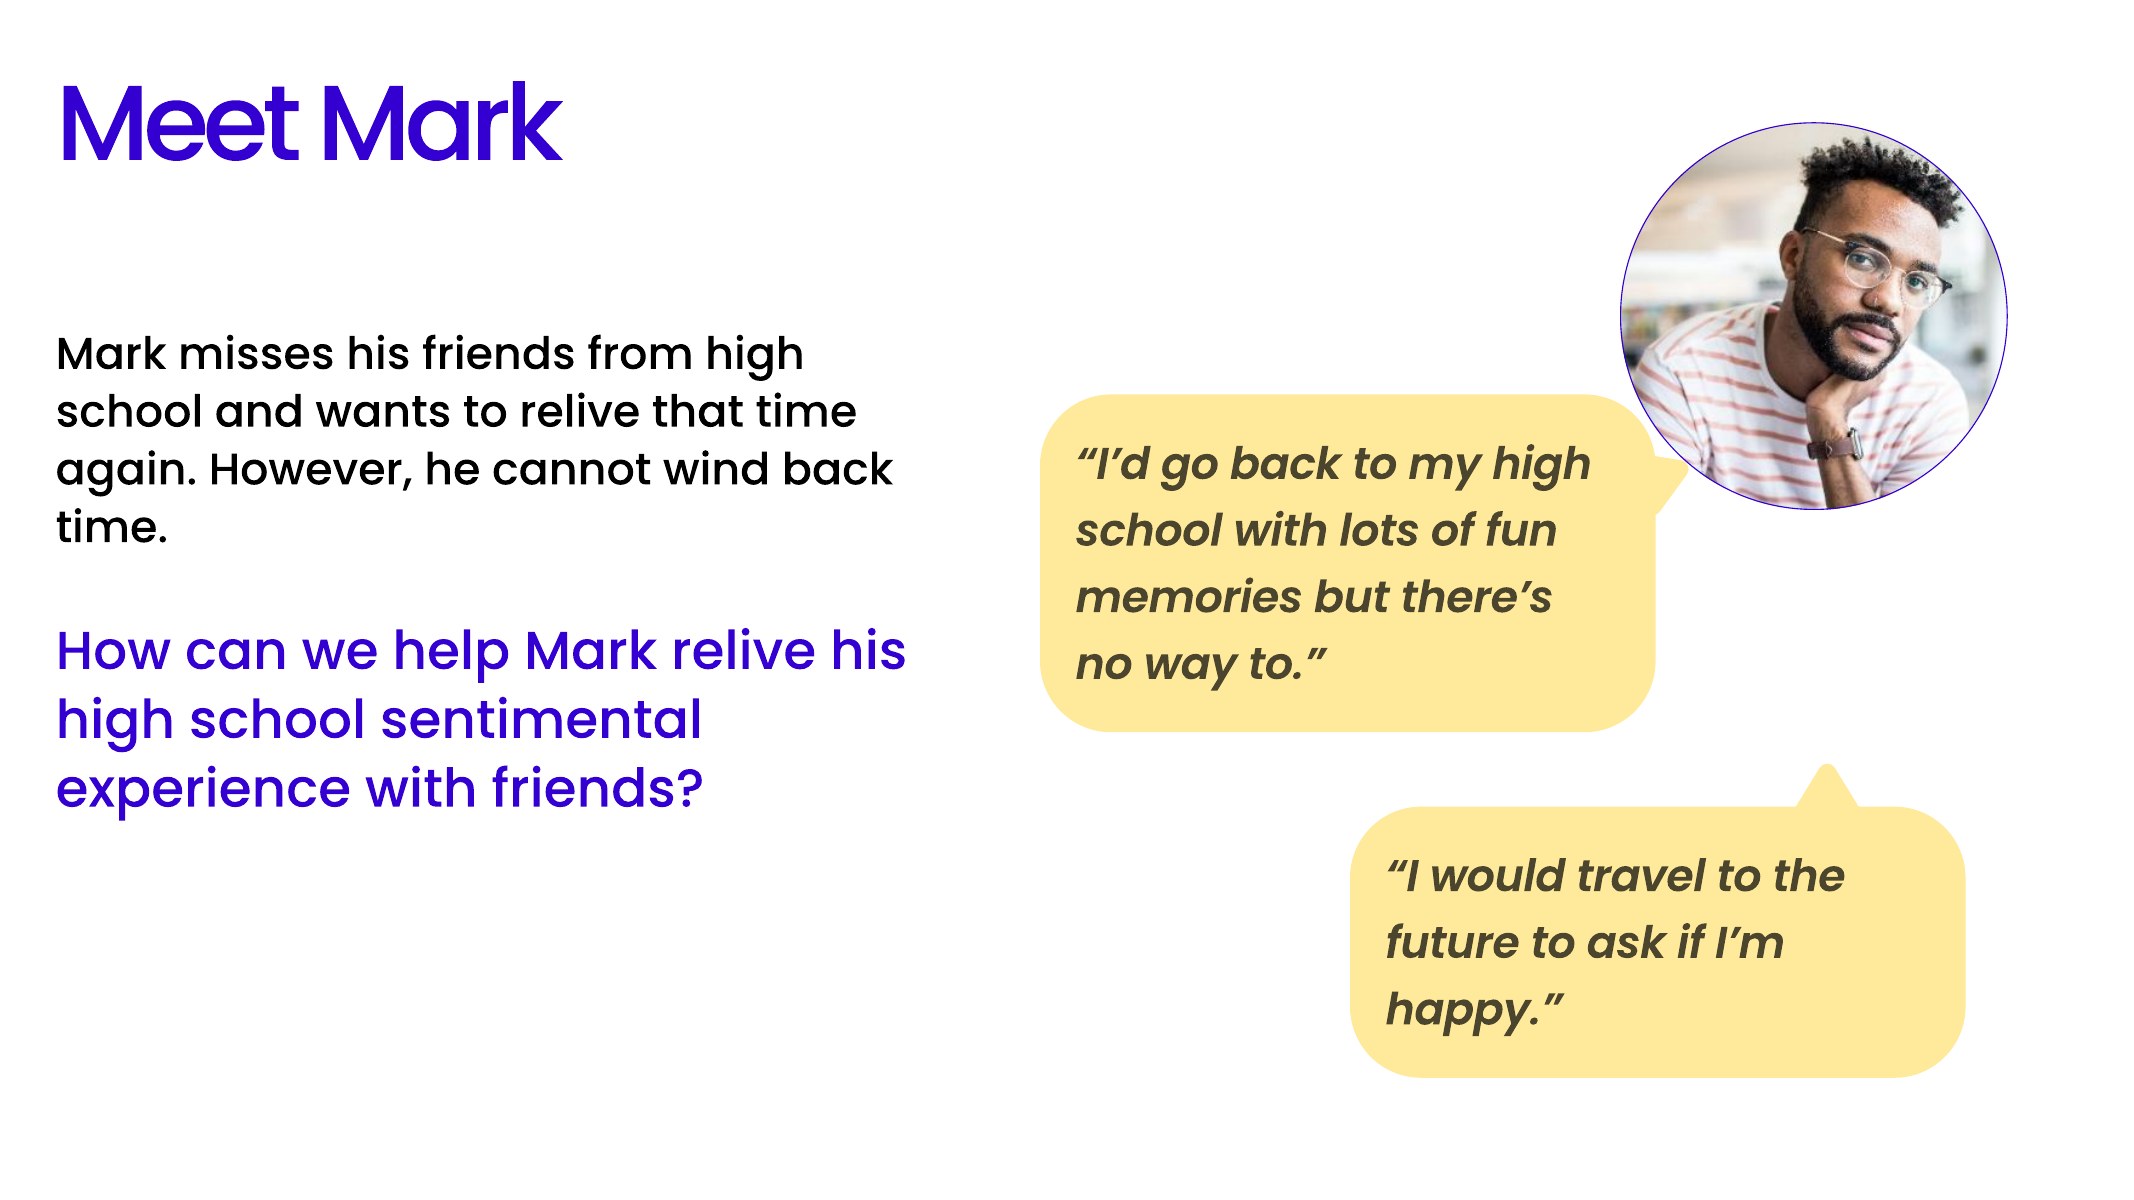 Meet Mark
Mark misses his friends from high
school and wants to relive that time
again. However, he cannot wind back
time.
How can we help Mark relive his
high school sentimental
experience with friends?
“I’d go back to my high
school with lots of fun
memories but there’s
no way to.”
“I would travel to the
future to ask if I’m
happy.”